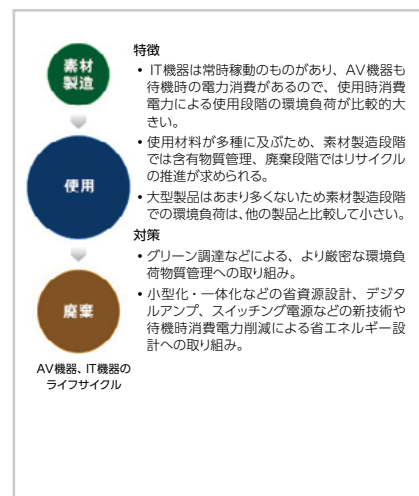 素材
製造
使用
廃棄
AV機器、IT機器の
ライフサイクル
特徴
• IT機器は常時稼動のものがあり、AV機器も
待機時の電力消費があるので、使用時消費
電力による使用段階の環境負荷が比較的大
きい。
• 使用材料が多種に及ぶため、素材製造段階
では含有物質管理、廃棄段階ではリサイクル
の推進が求められる。
• 大型製品はあまり多くないため素材製造段階
での環境負荷は、他の製品と比較して小さい。
対策
• グリーン調達などによる、より厳密な環境負
荷物質管理への取り組み。
• 小型化・一体化などの省資源設計、デジタ
ルアンプ、スイッチング電源などの新技術や
待機時消費電力削減による省エネルギー設
計への取り組み。